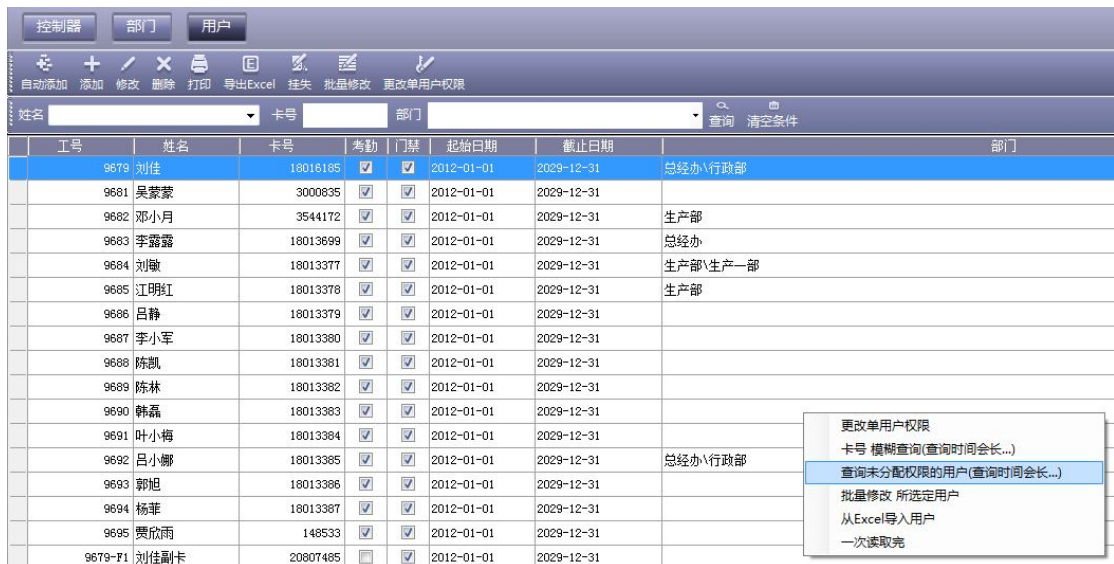 控制器 部门 用户
自动添加 添加 修改 删除 打印 导出Excel 挂失 批量修改 更改单用户权限
姓名 卡号 部门 查询 清空条件
工号 姓名 卡号 考勤 门禁 起始日期 截止日期 部门
9679 刘佳 18016185 2012-01-01 2029-12-31 总经办\行政部
9681 吴蒙蒙 3000835 2012-01-01 2029-12-31
9682 邓小月 3544172 2012-01-01 2029-12-31 生产部
9683 李露露 18013699 2012-01-01 2029-12-31 总经办
9684 刘敏 18013377 2012-01-01 2029-12-31 生产部\生产一部
9685 江明红 18013378 2012-01-01 2029-12-31 生产部
9686 吕静 18013379 2012-01-01 2029-12-31
9687 李小军 18013380 2012-01-01 2029-12-31
9688 陈凯 18013381 2012-01-01 2029-12-31
9689 陈林 18013382 2012-01-01 2029-12-31
9690 韩磊 18013383 2012-01-01 2029-12-31
9691 叶小梅 18013384 2012-01-01 2029-12-31
9692 吕小娜 18013385 2012-01-01 2029-12-31 总经办\行政部
9693 郭旭 18013386 2012-01-01 2029-12-31
9694 杨菲 18013387 2012-01-01 2029-12-31
9695 贾欣雨 148533 2012-01-01 2029-12-31
9679-F1 刘佳副卡 20807485 2012-01-01 2029-12-31
更改单用户权限
卡号 模糊查询(查询时间会长...)
查询未分配权限的用户(查询时间会长...)
批量修改 所选定用户
从Excel导入用户
一次读取完